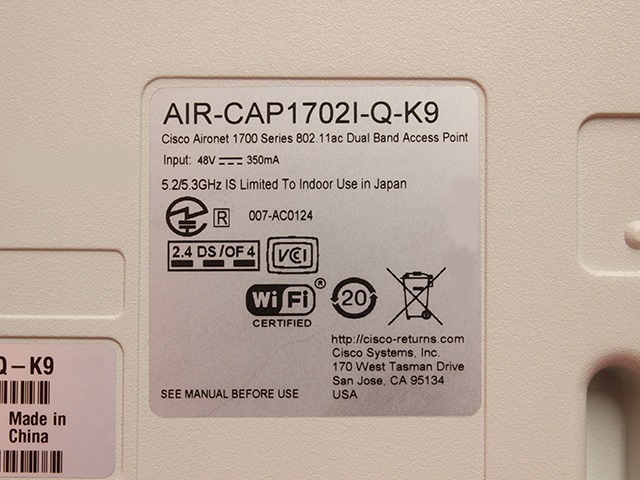 AIR-CAP1702I-Q-K9
Cisco Aironet 1700 Series 802.11ac Dual Band Access Point
Input: 48V ⎓ 350mA
5.2/5.3GHz IS Limited To Indoor Use in Japan
R 007-AC0124
2.4 DS/OF 4 VCI
Wi Fi ® 20
CERTIFIED
http://cisco-returns.com
Cisco Systems, Inc.
170 West Tasman Drive
San Jose, CA 95134
SEE MANUAL BEFORE USE USA
Q-K9
Made in
China